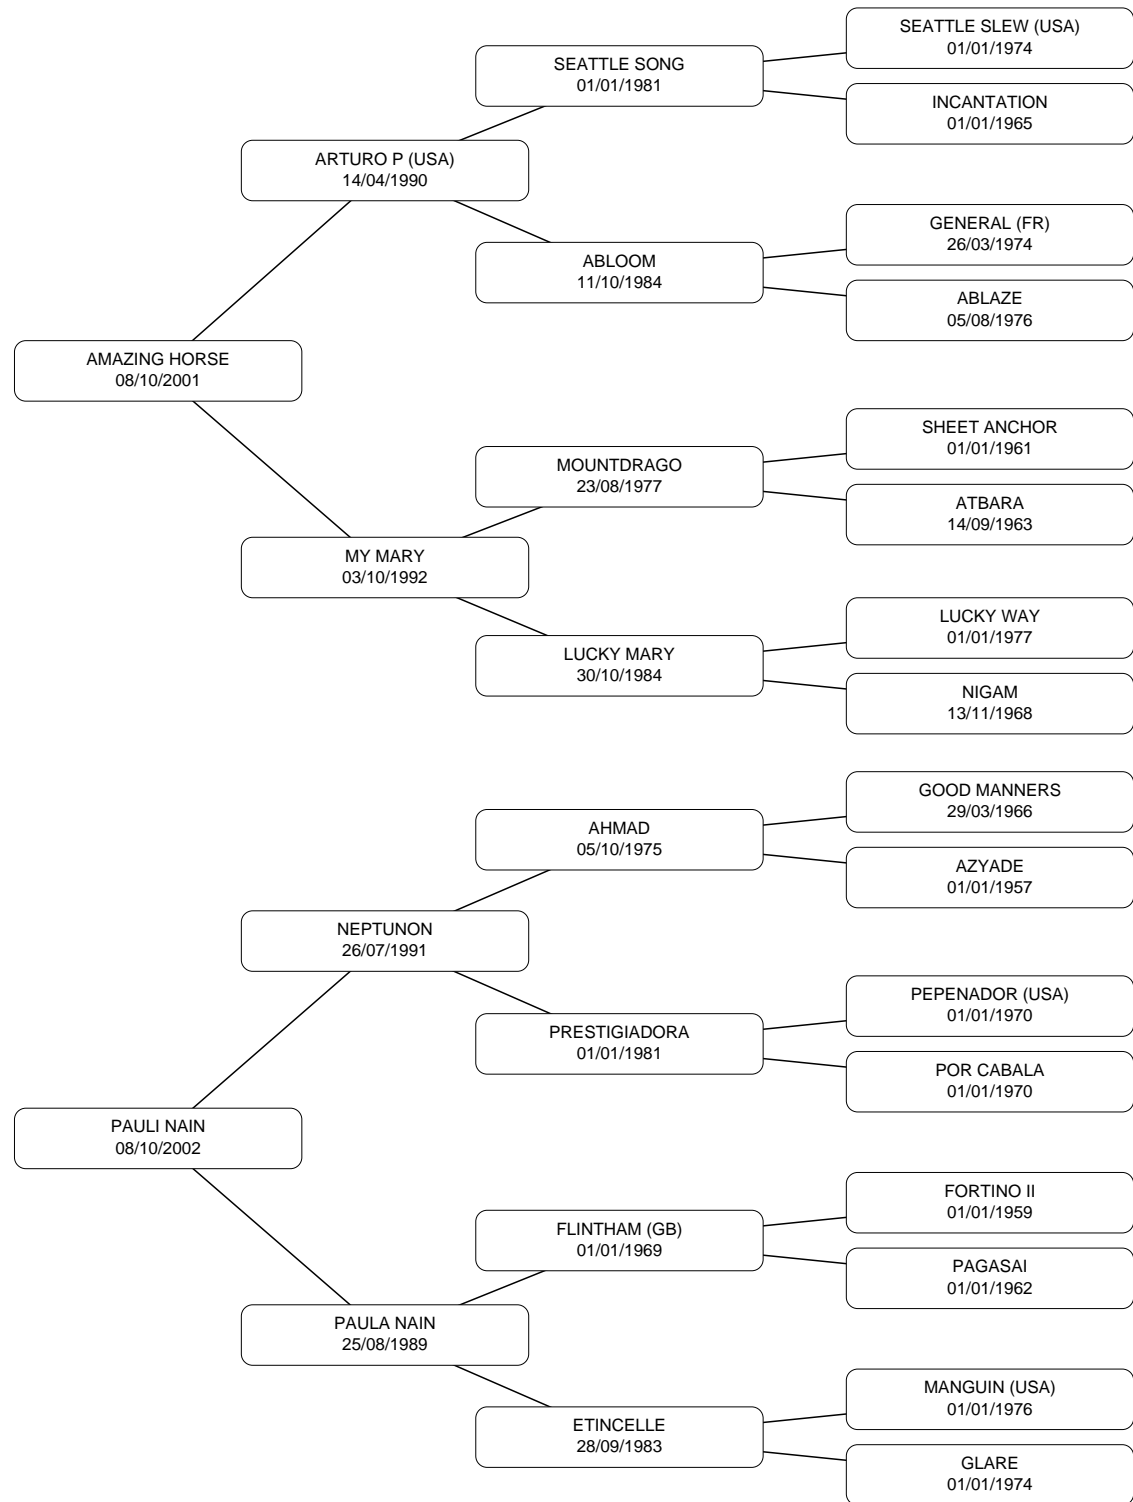 SEATTLE SLEW (USA)
01/01/1974
SEATTLE SONG
01/01/1981
INCANTATION
01/01/1965
ARTURO P (USA)
14/04/1990
GENERAL (FR)
26/03/1974
ABLOOM
11/10/1984
ABLAZE
05/08/1976
AMAZING HORSE
08/10/2001
SHEET ANCHOR
01/01/1961
MOUNTDRAGO
23/08/1977
ATBARA
14/09/1963
MY MARY
03/10/1992
LUCKY WAY
01/01/1977
LUCKY MARY
30/10/1984
NIGAM
13/11/1968
GOOD MANNERS
29/03/1966
AHMAD
05/10/1975
AZYADE
01/01/1957
NEPTUNON
26/07/1991
PEPENADOR (USA)
01/01/1970
PRESTIGIADORA
01/01/1981
POR CABALA
01/01/1970
PAULI NAIN
08/10/2002
FORTINO II
01/01/1959
FLINTHAM (GB)
01/01/1969
PAGASAI
01/01/1962
PAULA NAIN
25/08/1989
MANGUIN (USA)
01/01/1976
ETINCELLE
28/09/1983
GLARE
01/01/1974